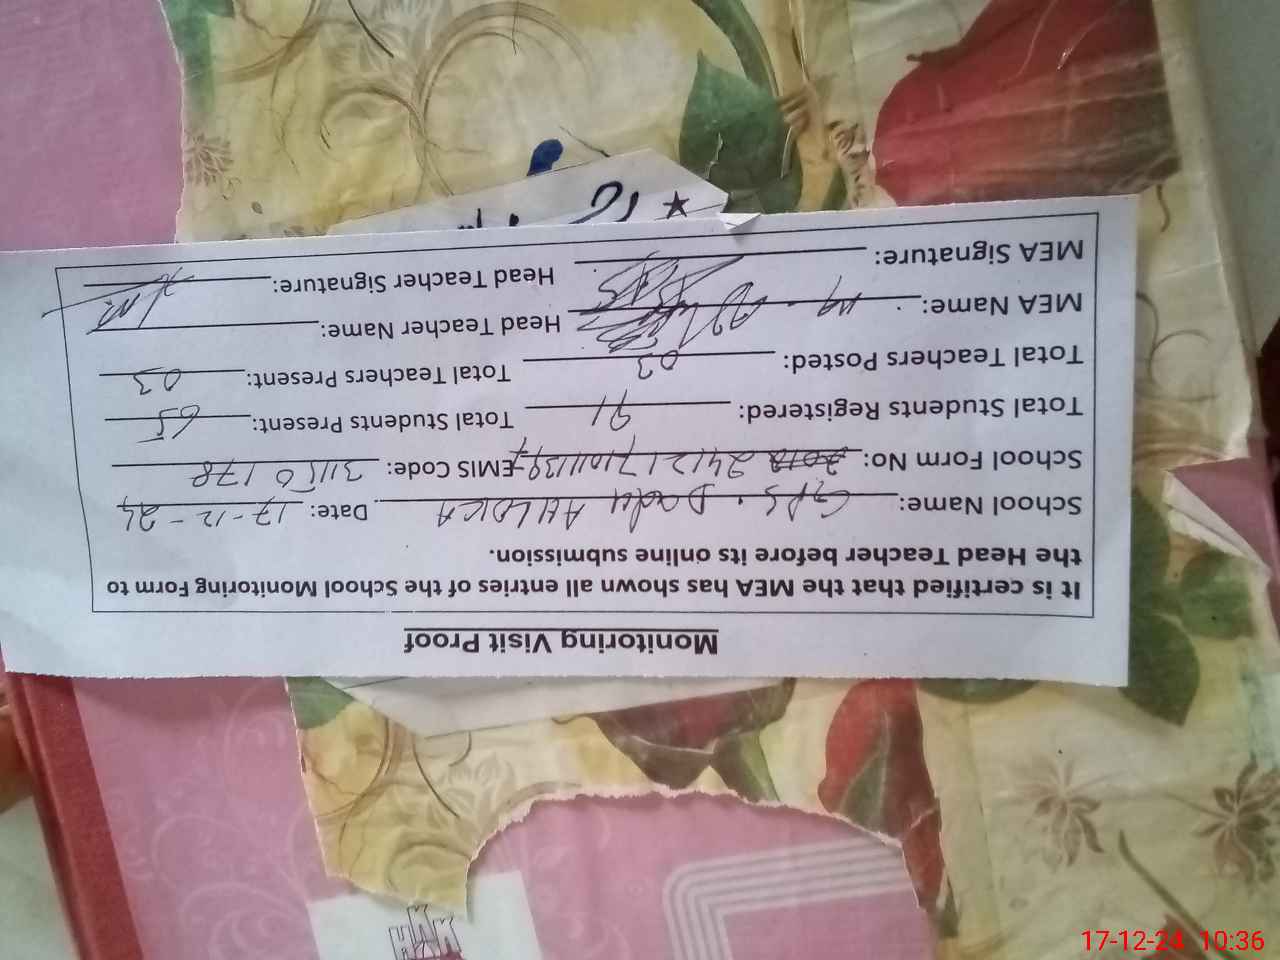 Monitoring Visit Proof
It is certified that the MEA has shown all entries of the School Monitoring Form to
the Head Teacher before its online submission.
School Name: GPS. Dadu Date: 17-12-24
School Form No: EMIS Code: 31150178
Total Students Registered: 91 Total Students Present: 65
Total Teachers Posted: 03 Total Teachers Present: 03
MEA Name: Head Teacher Name:
MEA Signature: Head Teacher Signature:
17-12-24 10:36